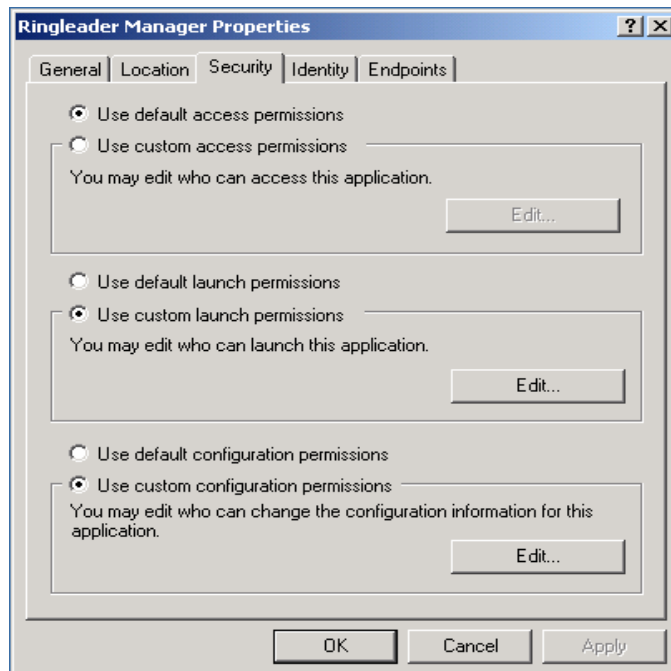 Ringleader Manager Properties
General Location Security Identity Endpoints
Use default access permissions
Use custom access permissions
You may edit who can access this application.
Edit...
Use default launch permissions
Use custom launch permissions
You may edit who can launch this application.
Edit...
Use default configuration permissions
Use custom configuration permissions
You may edit who can change the configuration information for this
application.
Edit...
OK Cancel Apply